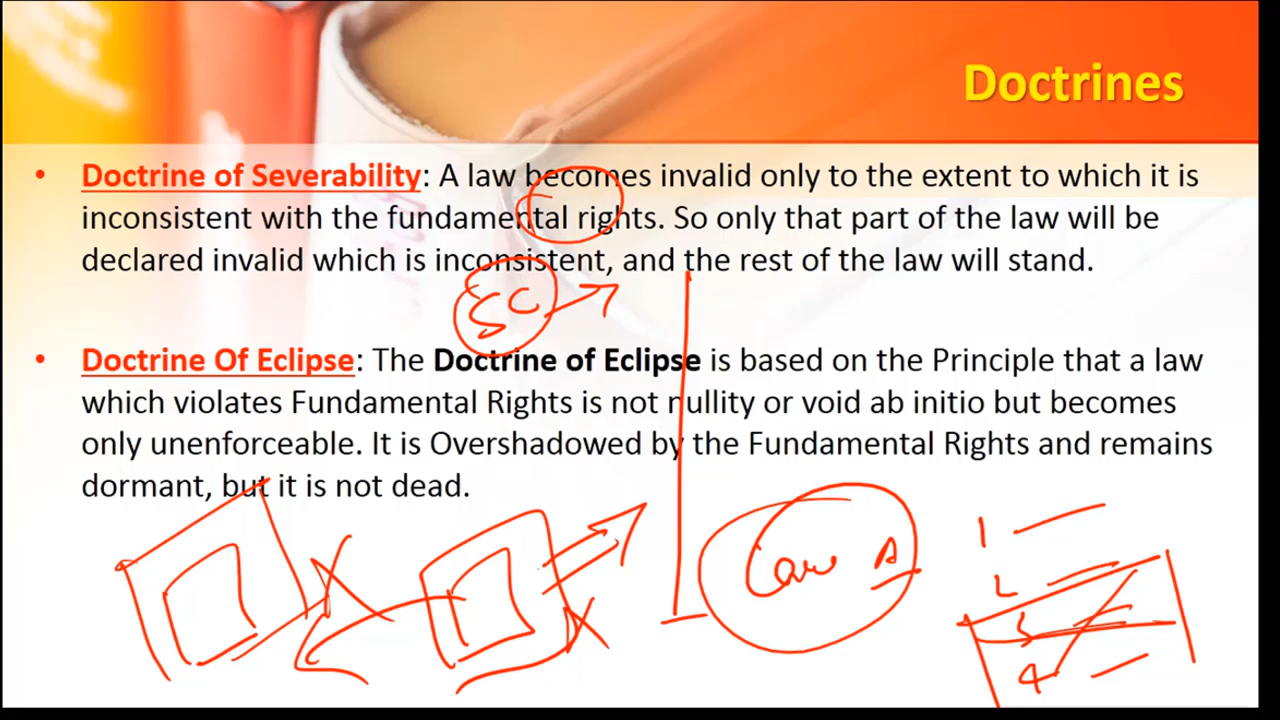 Doctrines
• Doctrine of Severability: A law becomes invalid only to the extent to which it is
inconsistent with the fundamental rights. So only that part of the law will be
declared invalid which is inconsistent, and the rest of the law will stand.
SC
• Doctrine Of Eclipse: The Doctrine of Eclipse is based on the Principle that a law
which violates Fundamental Rights is not nullity or void ab initio but becomes
only unenforceable. It is Overshadowed by the Fundamental Rights and remains
dormant, but it is not dead.
Law A
1
2
3
4